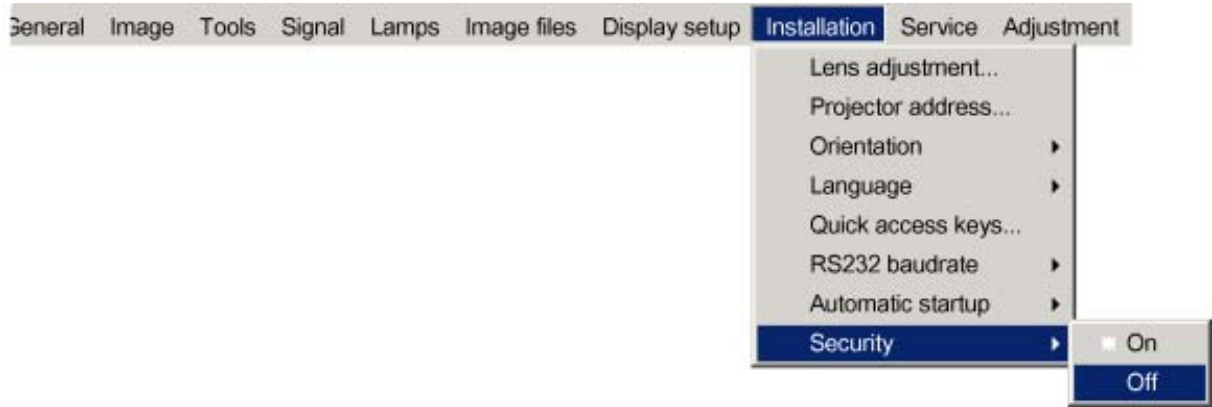 General Image Tools Signal Lamps Image files Display setup Installation Service Adjustment
Lens adjustment...
Projector address...
Orientation
Language
Quick access keys...
RS232 baudrate
Automatic startup
Security
On
Off